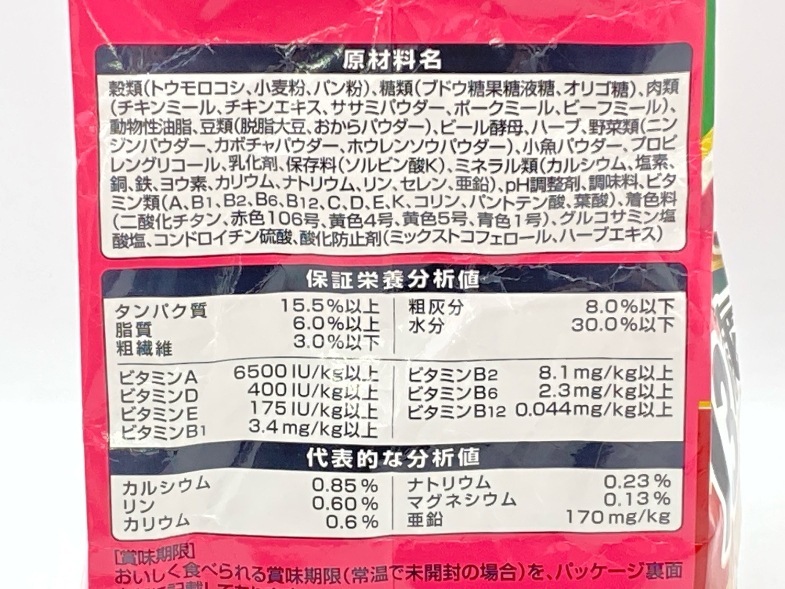 原材料名
穀類(トウモロコシ、小麦粉、パン粉)、糖類(ブドウ糖果糖液糖、オリゴ糖)、肉類
(チキンミール、チキンエキス、ササミパウダー、ポークミール、ビーフミール)、
動物性油脂、豆類(脱脂大豆、おからパウダー)、ビール酵母、ハーブ、野菜類(ニン
ジンパウダー、カボチャパウダー、ホウレンソウパウダー)、小魚パウダー、プロピ
レングリコール、乳化剤、保存料(ソルビン酸K)、ミネラル類(カルシウム、塩素、
銅、鉄、ヨウ素、カリウム、ナトリウム、リン、セレン、亜鉛)、pH調整剤、調味料、ビタ
ミン類(A、B1、B2、B6、B12、C、D、E、K、コリン、パントテン酸、葉酸)、着色料
(二酸化チタン、赤色106号、黄色4号、黄色5号、青色1号)、グルコサミン塩
酸塩、コンドロイチン硫酸、酸化防止剤(ミックストコフェロール、ハーブエキス)
保証栄養分析値
タンパク質 15.5%以上 粗灰分 8.0%以下
脂質 6.0%以上 水分 30.0%以下
粗繊維 3.0%以下
ビタミンA 6500IU/kg以上 ビタミンB2 8.1mg/kg以上
ビタミンD 400IU/kg以上 ビタミンB6 2.3mg/kg以上
ビタミンE 175IU/kg以上 ビタミンB12 0.044mg/kg以上
ビタミンB1 3.4mg/kg以上
代表的な分析値
カルシウム 0.85% ナトリウム 0.23%
リン 0.60% マグネシウム 0.13%
カリウム 0.6% 亜鉛 170mg/kg
[賞味期限]
おいしく食べられる賞味期限(常温で未開封の場合)を、パッケージ裏面